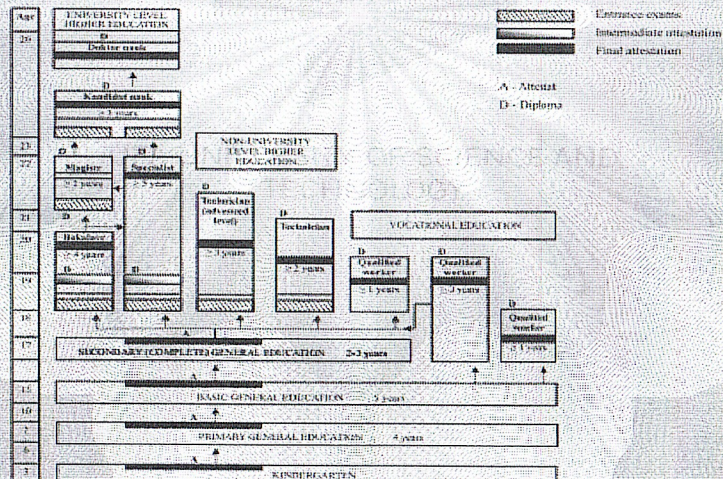 Age
26
23
22
21
20
19
18
17
15
10
7
6
3
UNIVERSITY LEVEL
HIGHER EDUCATION
D
Doktor nauk
D
Kandidat nauk
≥ 3 years
D
Magistr
≥ 2 years
D
Specialist
≥ 5 years
D
Bakalavr
≥ 4 years
D
D
NON-UNIVERSITY
LEVEL HIGHER
EDUCATION
D
Technician
(advanced
level)
≥ 3 years
D
Technician
≥ 2 years
VOCATIONAL EDUCATION
D
Qualified
worker
≥ 1 years
D
Qualified
worker
≥ 3 years
D
Qualified
worker
Entrance exams
Intermediate attestation
Final attestation
A - Attestat
D - Diploma
A
SECONDARY (COMPLETE) GENERAL EDUCATION 2-3 years
A
BASIC GENERAL EDUCATION 5 years
A
PRIMARY GENERAL EDUCATION 4 years
A
KINDERGARTEN